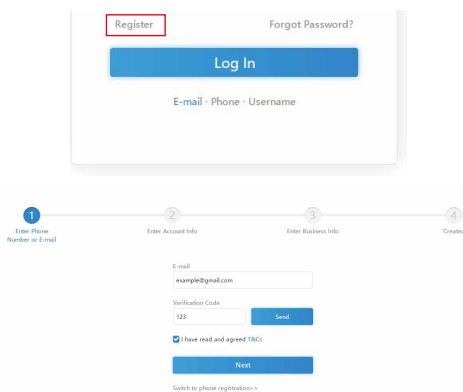 Register Forgot Password?
Log In
E-mail · Phone · Username
1 2 3 4
Enter Phone Number or E-mail
Enter Account Info
Enter Business Info
Created
E-mail
example@gmail.com
Verification Code
123 Send
I have read and agreed T&Cs
Next
Switch to phone registration>>